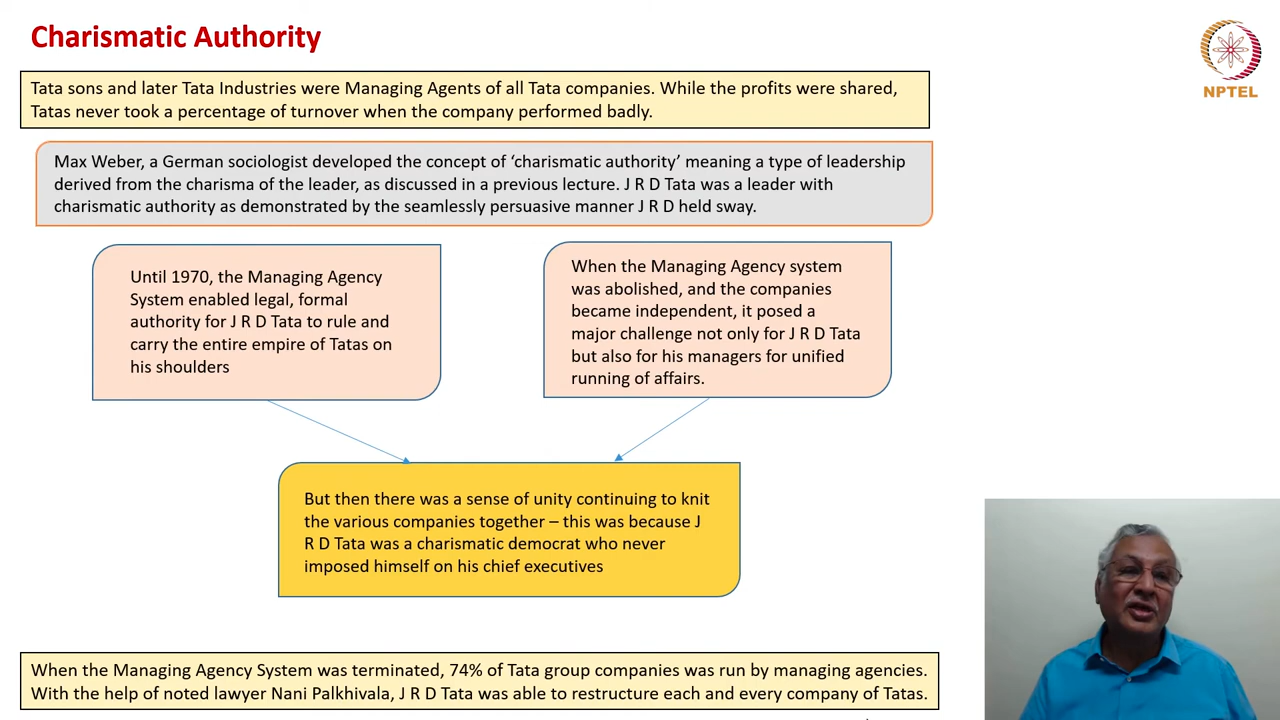 Charismatic Authority
NPTEL
Tata sons and later Tata Industries were Managing Agents of all Tata companies. While the profits were shared,
Tatas never took a percentage of turnover when the company performed badly.
Max Weber, a German sociologist developed the concept of ‘charismatic authority’ meaning a type of leadership
derived from the charisma of the leader, as discussed in a previous lecture. J R D Tata was a leader with
charismatic authority as demonstrated by the seamlessly persuasive manner J R D held sway.
Until 1970, the Managing Agency
System enabled legal, formal
authority for J R D Tata to rule and
carry the entire empire of Tatas on
his shoulders
When the Managing Agency system
was abolished, and the companies
became independent, it posed a
major challenge not only for J R D Tata
but also for his managers for unified
running of affairs.
But then there was a sense of unity continuing to knit
the various companies together – this was because J
R D Tata was a charismatic democrat who never
imposed himself on his chief executives
When the Managing Agency System was terminated, 74% of Tata group companies was run by managing agencies.
With the help of noted lawyer Nani Palkhivala, J R D Tata was able to restructure each and every company of Tatas.